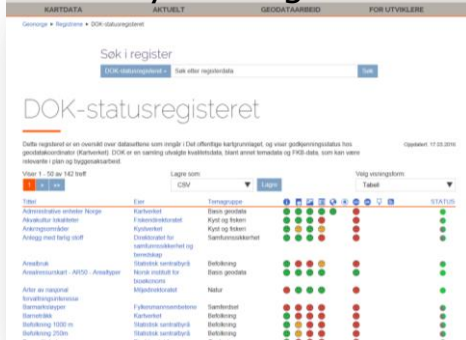 KARTDATA AKTUELT GEODATAARBEID FOR UTVIKLERE
Geonorge ▸ Registrene ▸ DOK-statusregisteret
Søk i register
DOK-statusregisteret Søk etter registerdata Søk
DOK-statusregisteret
Dette registeret er en oversikt over datasettene som inngår i Det offentlige kartgrunnlaget, og viser godkjenningsstatus hos Oppdatert: 17.03.2016
geodatakoordinator (Kartverket). DOK er en samling utvalgte kvalitetsdata, blant annet temadata og FKB-data, som kan være
relevante i plan og byggesaksarbeid.
Viser 1 - 50 av 142 treff Lagre som Velg visningsform
1 > >> CSV Lagre Tabell
Tittel Eier Temagruppe STATUS
Administrative enheter Norge Kartverket Basis geodata
Akvakultur lokaliteter Fiskeridirektoratet Kyst og fiskeri
Ankringsområder Kystverket Kyst og fiskeri
Anlegg med farlig stoff Direktoratet for Samfunnssikkerhet
samfunnssikkerhet og
beredskap
Arealbruk Statistisk sentralbyrå Befolkning
Arealressurskart - AR50 - Arealtyper Norsk institutt for Basis geodata
bioøkonomi
Arter av nasjonal Miljødirektoratet Natur
forvaltningsinteresse
Barmarksløyper Fylkesmannsembetene Samferdsel
Barnetråkk Kartverket Befolkning
Befolkning 1000 m Statistisk sentralbyrå Befolkning
Befolkning 250m Statistisk sentralbyrå Befolkning